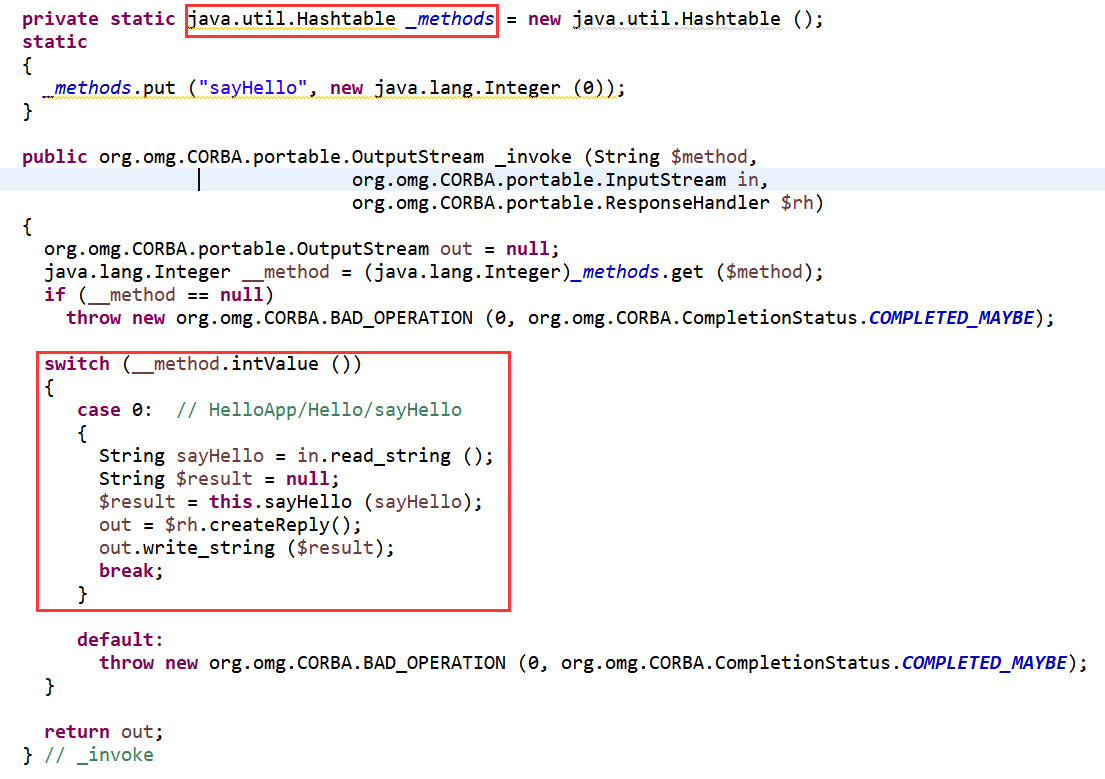 private static java.util.Hashtable _methods = new java.util.Hashtable ();
static
{
  _methods.put ("sayHello", new java.lang.Integer (0));
}

public org.omg.CORBA.portable.OutputStream _invoke (String $method,
                              org.omg.CORBA.portable.InputStream in,
                              org.omg.CORBA.portable.ResponseHandler $rh)
{
  org.omg.CORBA.portable.OutputStream out = null;
  java.lang.Integer __method = (java.lang.Integer)_methods.get ($method);
  if (__method == null)
    throw new org.omg.CORBA.BAD_OPERATION (0, org.omg.CORBA.CompletionStatus.COMPLETED_MAYBE);

  switch (__method.intValue ())
  {
     case 0:  // HelloApp/Hello/sayHello
     {
       String sayHello = in.read_string ();
       String $result = null;
       $result = this.sayHello (sayHello);
       out = $rh.createReply();
       out.write_string ($result);
       break;
     }

     default:
       throw new org.omg.CORBA.BAD_OPERATION (0, org.omg.CORBA.CompletionStatus.COMPLETED_MAYBE);
  }

  return out;
} // _invoke